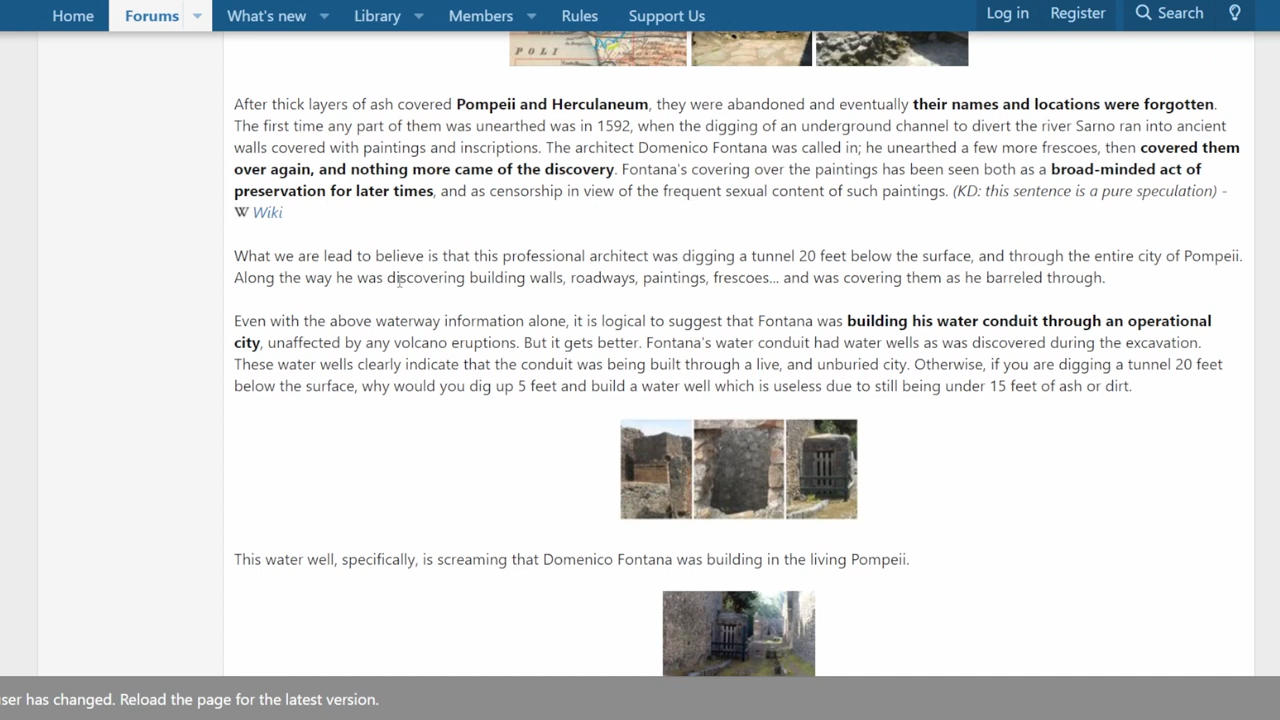 Home Forums What's new Library Members Rules Support Us Log in Register Search
POLI
After thick layers of ash covered Pompeii and Herculaneum, they were abandoned and eventually their names and locations were forgotten.
The first time any part of them was unearthed was in 1592, when the digging of an underground channel to divert the river Sarno ran into ancient
walls covered with paintings and inscriptions. The architect Domenico Fontana was called in; he unearthed a few more frescoes, then covered them
over again, and nothing more came of the discovery. Fontana's covering over the paintings has been seen both as a broad-minded act of
preservation for later times, and as censorship in view of the frequent sexual content of such paintings. (KD: this sentence is a pure speculation) -
W Wiki
What we are lead to believe is that this professional architect was digging a tunnel 20 feet below the surface, and through the entire city of Pompeii.
Along the way he was discovering building walls, roadways, paintings, frescoes... and was covering them as he barreled through.
Even with the above waterway information alone, it is logical to suggest that Fontana was building his water conduit through an operational
city, unaffected by any volcano eruptions. But it gets better. Fontana's water conduit had water wells as was discovered during the excavation.
These water wells clearly indicate that the conduit was being built through a live, and unburied city. Otherwise, if you are digging a tunnel 20 feet
below the surface, why would you dig up 5 feet and build a water well which is useless due to still being under 15 feet of ash or dirt.
This water well, specifically, is screaming that Domenico Fontana was building in the living Pompeii.
ser has changed. Reload the page for the latest version.